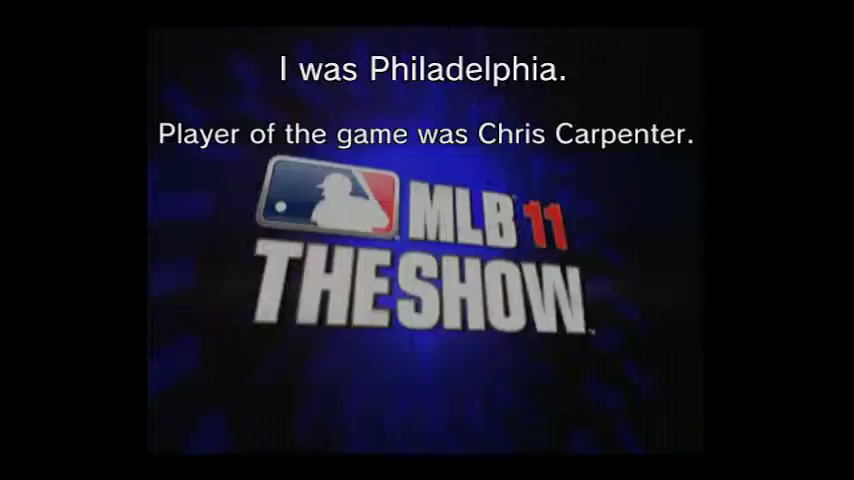 I was Philadelphia.
Player of the game was Chris Carpenter.
MLB 11
THE SHOW